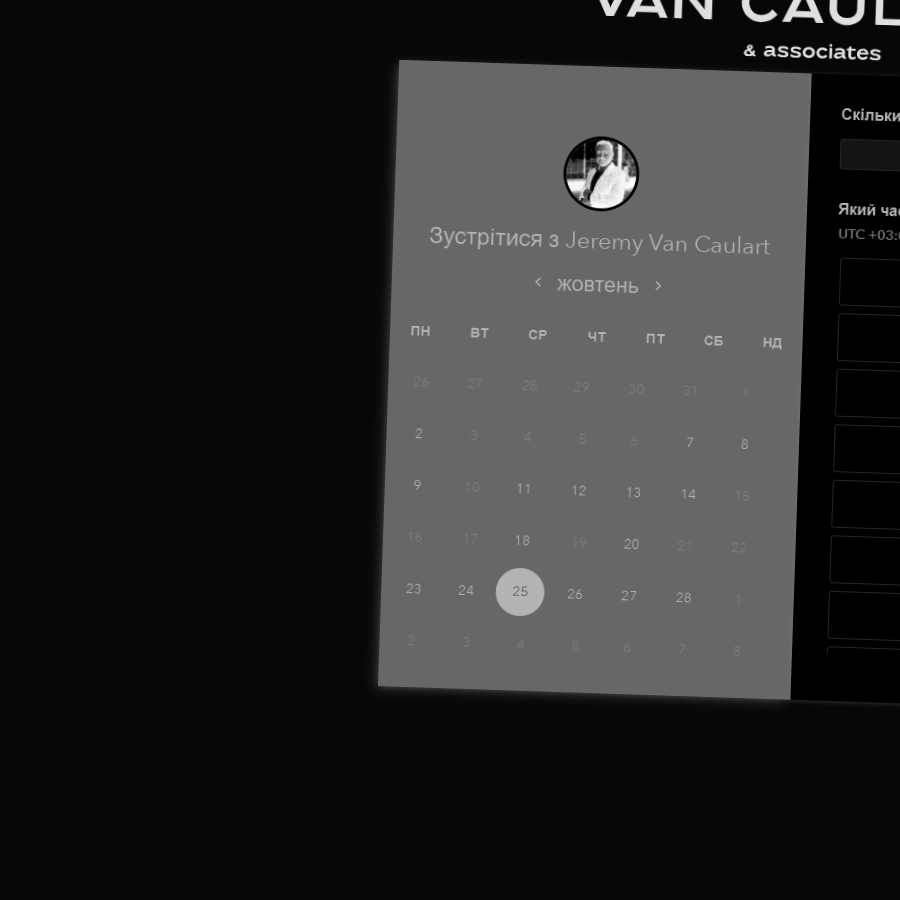 VAN CAUL
& associates
Зустрітися з Jeremy Van Caulart
жовтень
ПН ВТ СР ЧТ ПТ СБ НД
26 27 28 29 30 31 1
2 3 4 5 6 7 8
9 10 11 12 13 14 15
16 17 18 19 20 21 22
23 24 25 26 27 28 1
2 3 4 5 6 7 8
Скільки
Який час
UTC +03: